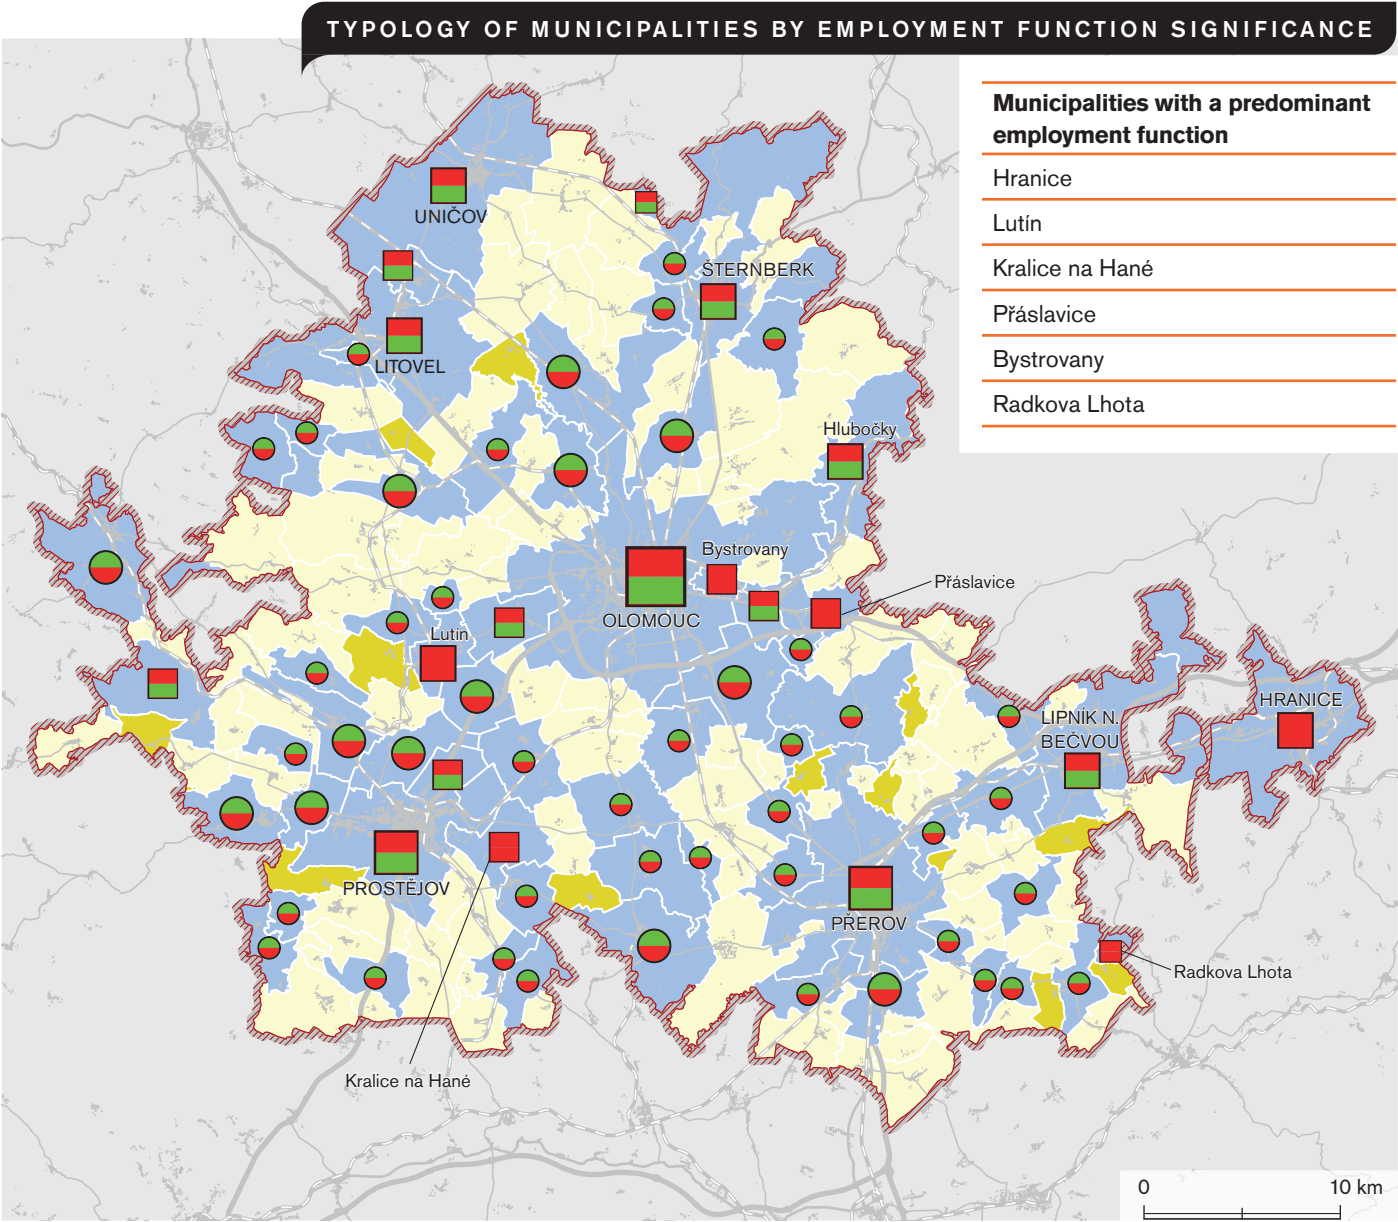 TYPOLOGY OF MUNICIPALITIES BY EMPLOYMENT FUNCTION SIGNIFICANCE
Municipalities with a predominant
employment function
Hranice
Lutín
Kralice na Hané
Přáslavice
Bystrovany
Radkova Lhota
UNIČOV
ŠTERNBERK
LITOVEL
Hlubočky
Bystrovany
Přáslavice
OLOMOUC
Lutín
HRANICE
LIPNÍK N.
BEČVOU
PROSTĚJOV
PŘEROV
Radkova Lhota
Kralice na Hané
0 10 km